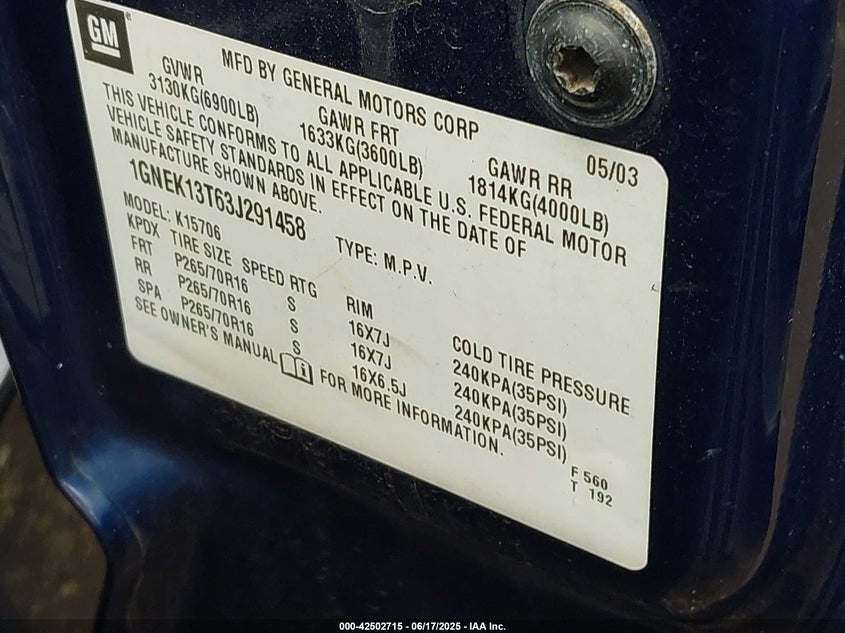 GM
MFD BY GENERAL MOTORS CORP
05/03
GVWR GAWR FRT GAWR RR
3130KG(6900LB) 1633KG(3600LB) 1814KG(4000LB)
THIS VEHICLE CONFORMS TO ALL APPLICABLE U.S. FEDERAL MOTOR
VEHICLE SAFETY STANDARDS IN EFFECT ON THE DATE OF
MANUFACTURE SHOWN ABOVE.
1GNEK13T63J291458 TYPE: M.P.V.
MODEL: K15706
KPDX TIRE SIZE SPEED RTG RIM COLD TIRE PRESSURE
FRT P265/70R16 S 16X7J 240KPA(35PSI)
RR P265/70R16 S 16X7J 240KPA(35PSI)
SPA P265/70R16 S 16X6.5J 240KPA(35PSI)
SEE OWNER'S MANUAL FOR MORE INFORMATION.
F 560
T 192
000-42502715 - 06/17/2025 - IAA Inc.